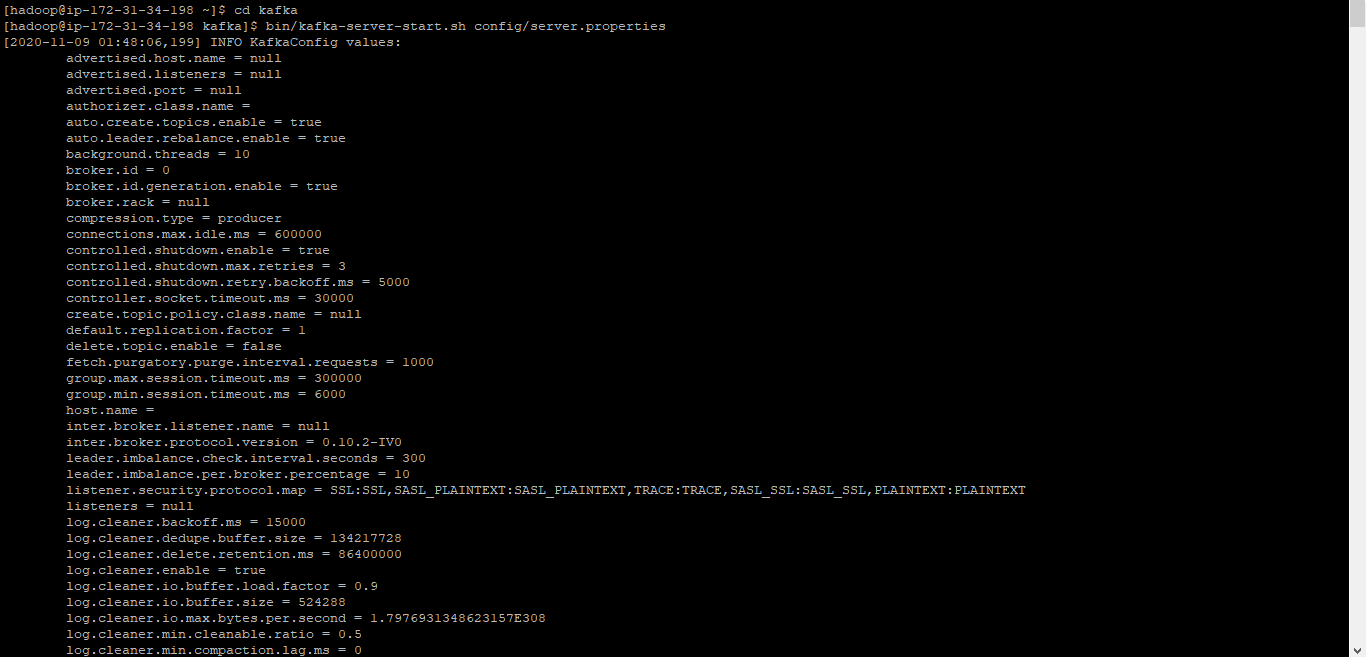 [hadoop@ip-172-31-34-198 ~]$ cd kafka
[hadoop@ip-172-31-34-198 kafka]$ bin/kafka-server-start.sh config/server.properties
[2020-11-09 01:48:06,199] INFO KafkaConfig values:
advertised.host.name = null
advertised.listeners = null
advertised.port = null
authorizer.class.name =
auto.create.topics.enable = true
auto.leader.rebalance.enable = true
background.threads = 10
broker.id = 0
broker.id.generation.enable = true
broker.rack = null
compression.type = producer
connections.max.idle.ms = 600000
controlled.shutdown.enable = true
controlled.shutdown.max.retries = 3
controlled.shutdown.retry.backoff.ms = 5000
controller.socket.timeout.ms = 30000
create.topic.policy.class.name = null
default.replication.factor = 1
delete.topic.enable = false
fetch.purgatory.purge.interval.requests = 1000
group.max.session.timeout.ms = 300000
group.min.session.timeout.ms = 6000
host.name =
inter.broker.listener.name = null
inter.broker.protocol.version = 0.10.2-IV0
leader.imbalance.check.interval.seconds = 300
leader.imbalance.per.broker.percentage = 10
listener.security.protocol.map = SSL:SSL,SASL_PLAINTEXT:SASL_PLAINTEXT,TRACE:TRACE,SASL_SSL:SASL_SSL,PLAINTEXT:PLAINTEXT
listeners = null
log.cleaner.backoff.ms = 15000
log.cleaner.dedupe.buffer.size = 134217728
log.cleaner.delete.retention.ms = 86400000
log.cleaner.enable = true
log.cleaner.io.buffer.load.factor = 0.9
log.cleaner.io.buffer.size = 524288
log.cleaner.io.max.bytes.per.second = 1.7976931348623157E308
log.cleaner.min.cleanable.ratio = 0.5
log.cleaner.min.compaction.lag.ms = 0